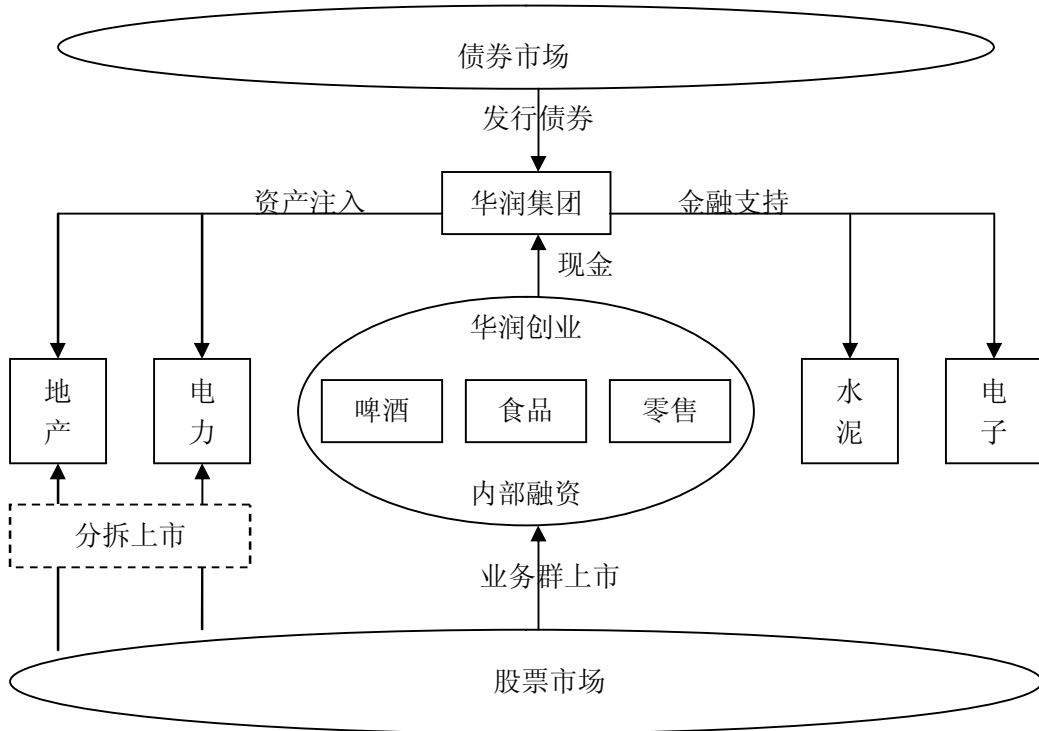 债券市场
发行债券
资产注入
华润集团
金融支持
现金
华润创业
地产
电力
啤酒
食品
零售
水泥
电子
内部融资
分拆上市
业务群上市
股票市场